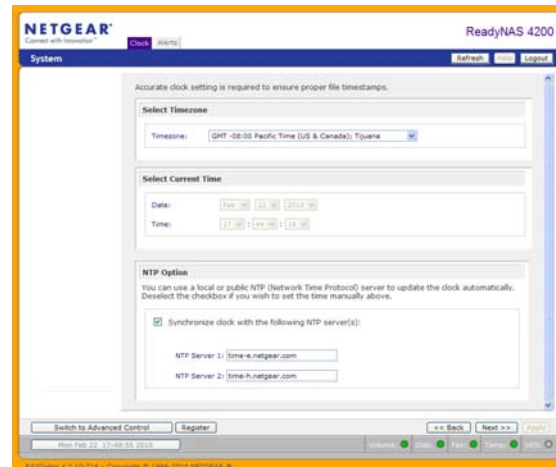 NETGEAR®
Connect with Innovation™
ReadyNAS 4200
Clock Alerts
System
Refresh Help Logout
Accurate clock setting is required to ensure proper file timestamps.
Select Timezone
Timezone: GMT -08:00 Pacific Time (US & Canada); Tijuana
Select Current Time
Date: Feb 22 2010
Time: 17 :
NTP Option
You can use a local or public NTP (Network Time Protocol) server to update the clock automatically.
Deselect the checkbox if you wish to set the time manually above.
Synchronize clock with the following NTP server(s):
NTP Server 1: time-e.netgear.com
NTP Server 2: time-h.netgear.com
Switch to Advanced Control Register << Back Next >> Apply
Mon Feb 22 17:48:55 2010 Volume: Disk: Fan: Temp: UPS: